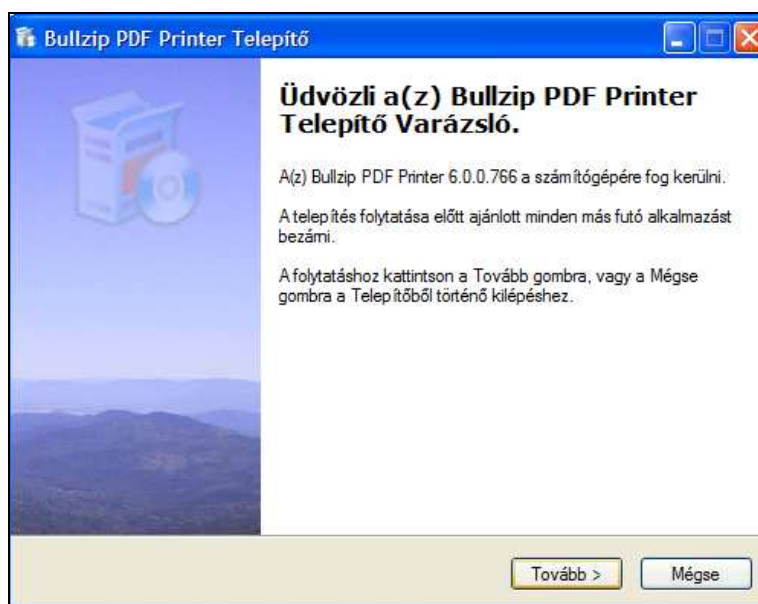 Bullzip PDF Printer Telepítő
Üdvözli a(z) Bullzip PDF Printer
Telepítő Varázsló.
A(z) Bullzip PDF Printer 6.0.0.766 a számítógépére fog kerülni.
A telepítés folytatása előtt ajánlott minden más futó alkalmazást
bezárni.
A folytatáshoz kattintson a Tovább gombra, vagy a Mégse
gombra a Telepítőből történő kilépéshez.
Tovább >
Mégse